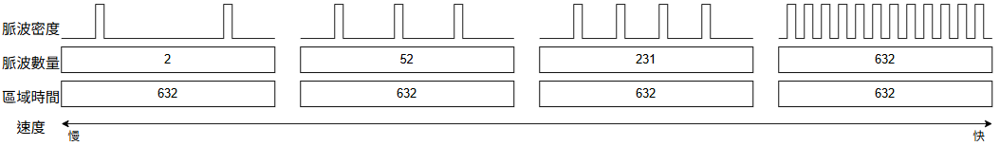 脈波密度
脈波數量 2 52 231 632
區域時間 632 632 632 632
速度
慢 快